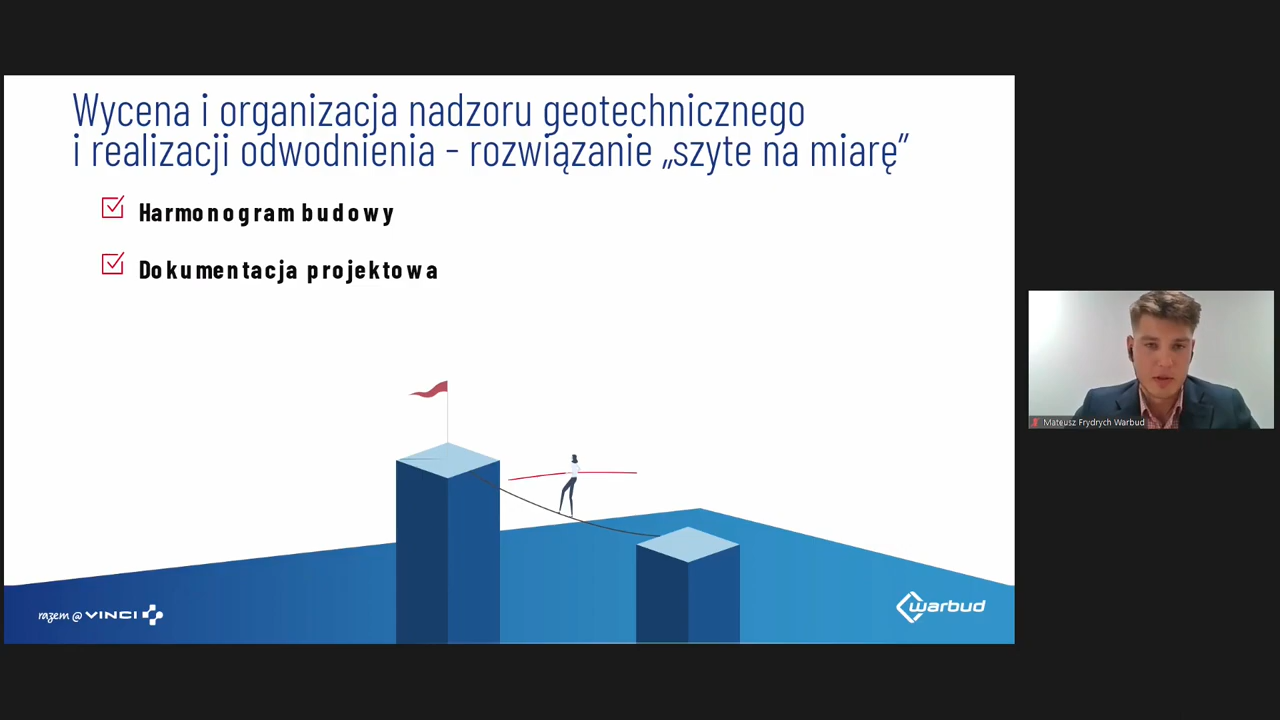 Wycena i organizacja nadzoru geotechnicznego
i realizacji odwodnienia - rozwiązanie „szyte na miarę”
Harmonogram budowy
Dokumentacja projektowa
Mateusz Frydrych Warbud
razem @ VINCI
warbud